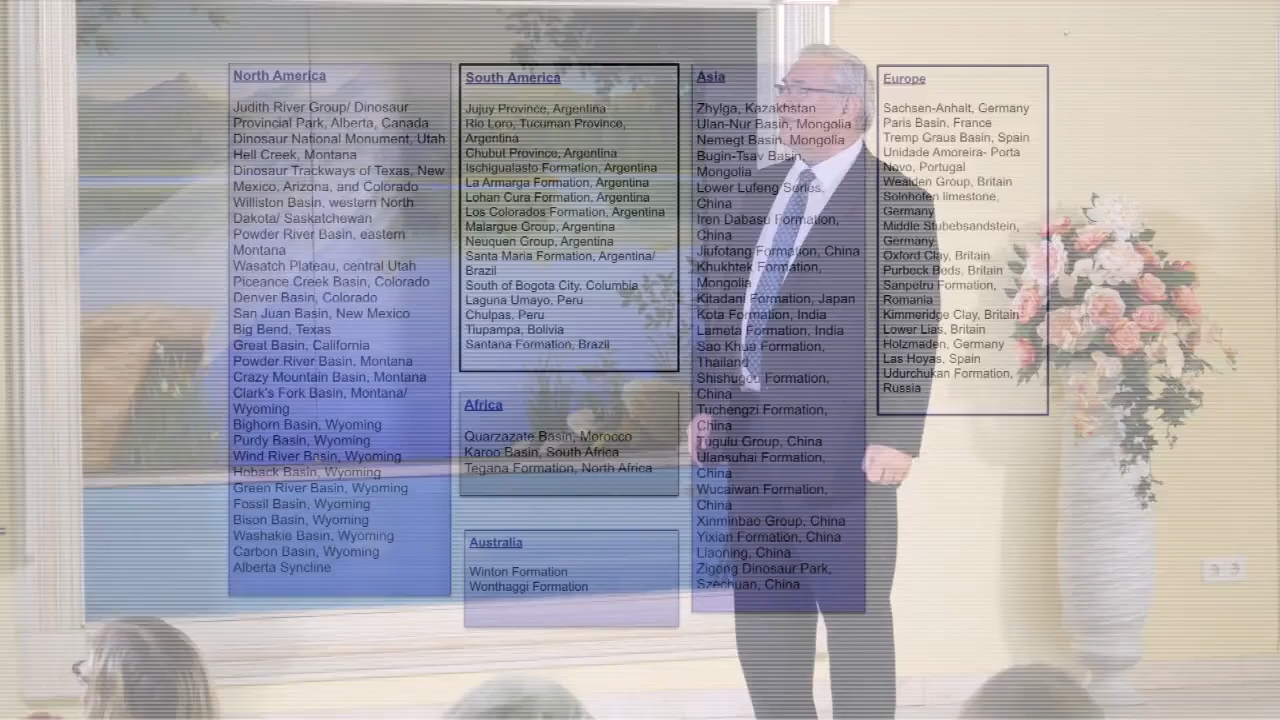 North America
Judith River Group/ Dinosaur
Provincial Park, Alberta, Canada
Dinosaur National Monument, Utah
Hell Creek, Montana
Dinosaur Trackways of Texas, New
Mexico, Arizona, and Colorado
Williston Basin, western North
Dakota/ Saskatchewan
Powder River Basin, eastern
Montana
Wasatch Plateau, central Utah
Piceance Creek Basin, Colorado
Denver Basin, Colorado
San Juan Basin, New Mexico
Big Bend, Texas
Great Basin, California
Powder River Basin, Montana
Crazy Mountain Basin, Montana
Clark's Fork Basin, Montana/
Wyoming
Bighorn Basin, Wyoming
Purdy Basin, Wyoming
Wind River Basin, Wyoming
Hoback Basin, Wyoming
Green River Basin, Wyoming
Fossil Basin, Wyoming
Bison Basin, Wyoming
Washakie Basin, Wyoming
Carbon Basin, Wyoming
Alberta Syncline
South America
Jujuy Province, Argentina
Rio Loro, Tucuman Province,
Argentina
Chubut Province, Argentina
Ischigualasto Formation, Argentina
La Armarga Formation, Argentina
Lohan Cura Formation, Argentina
Los Colorados Formation, Argentina
Malargue Group, Argentina
Neuquen Group, Argentina
Santa Maria Formation, Argentina/
Brazil
South of Bogota City, Columbia
Laguna Umayo, Peru
Chulpas, Peru
Tiupampa, Bolivia
Santana Formation, Brazil
Africa
Quarzazate Basin, Morocco
Karoo Basin, South Africa
Tegana Formation, North Africa
Australia
Winton Formation
Wonthaggi Formation
Asia
Zhylga, Kazakhstan
Ulan-Nur Basin, Mongolia
Nemegt Basin, Mongolia
Bugin-Tsav Basin,
Mongolia
Lower Lufeng Series,
China
Iren Dabasu Formation,
China
Jiufotang Formation, China
Khukhtek Formation,
Mongolia
Kitadani Formation, Japan
Kota Formation, India
Lameta Formation, India
Sao Khua Formation,
Thailand
Shishugou Formation,
China
Tuchengzi Formation,
China
Tugulu Group, China
Ulansuhai Formation,
China
Wucaiwan Formation,
China
Xinminbao Group, China
Yixian Formation, China
Liaoning, China
Zigong Dinosaur Park,
Szechuan, China
Europe
Sachsen-Anhalt, Germany
Paris Basin, France
Tremp Graus Basin, Spain
Unidade Amoreira- Porta
Novo, Portugal
Wealden Group, Britain
Solnhofen limestone,
Germany
Middle Stubebsandstein,
Germany
Oxford Clay, Britain
Purbeck Beds, Britain
Sanpetru Formation,
Romania
Kimmeridge Clay, Britain
Lower Lias, Britain
Holzmaden, Germany
Las Hoyas, Spain
Udurchukan Formation,
Russia